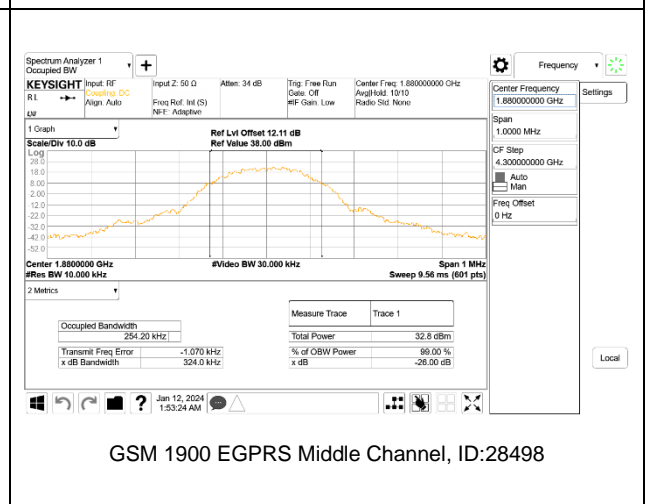 Spectrum Analyzer 1
Occupied BW
+
Frequency
KEYSIGHT Input: RF Input Z: 50 Ω Atten: 34 dB Trig: Free Run Center Freq: 1.880000000 GHz
R L Coupling: DC Gate: Off Avg|Hold: 10/10
Align: Auto Freq Ref: Int (S) #IF Gain: Low Radio Std: None
NFE: Adaptive
Center Frequency
1.880000000 GHz
Settings
Span
1.0000 MHz
CF Step
4.300000000 GHz
Auto
Man
Freq Offset
0 Hz
Local
1 Graph
Ref Lvl Offset 12.11 dB
Scale/Div 10.0 dB Ref Value 38.00 dBm
Log
28.0
18.0
8.00
-2.00
-12.0
-22.0
-32.0
-42.0
-52.0
Center 1.8800000 GHz #Video BW 30.000 kHz Span 1 MHz
#Res BW 10.000 kHz Sweep 9.56 ms (601 pts)
2 Metrics
Measure Trace Trace 1
Occupied Bandwidth
254.20 kHz Total Power 32.8 dBm
Transmit Freq Error -1.070 kHz % of OBW Power 99.00 %
x dB Bandwidth 324.0 kHz x dB -26.00 dB
? Jan 12, 2024
1:53:24 AM
GSM 1900 EGPRS Middle Channel, ID:28498